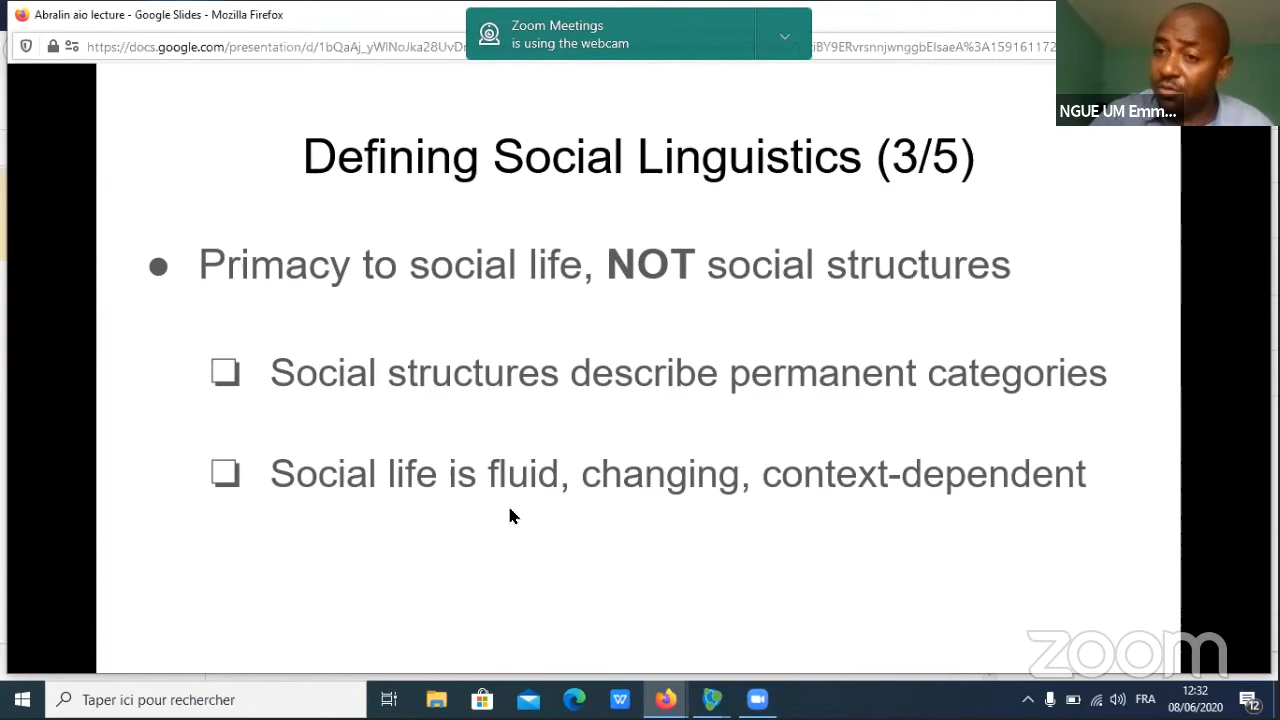 Abralin aio lecture - Google Slides - Mozilla Firefox
Zoom Meetings
is using the webcam
NGUE UM Emm...
Defining Social Linguistics (3/5)
● Primacy to social life, NOT social structures
❏ Social structures describe permanent categories
❏ Social life is fluid, changing, context-dependent
zoom
Taper ici pour rechercher
FRA
12:32
08/06/2020
12